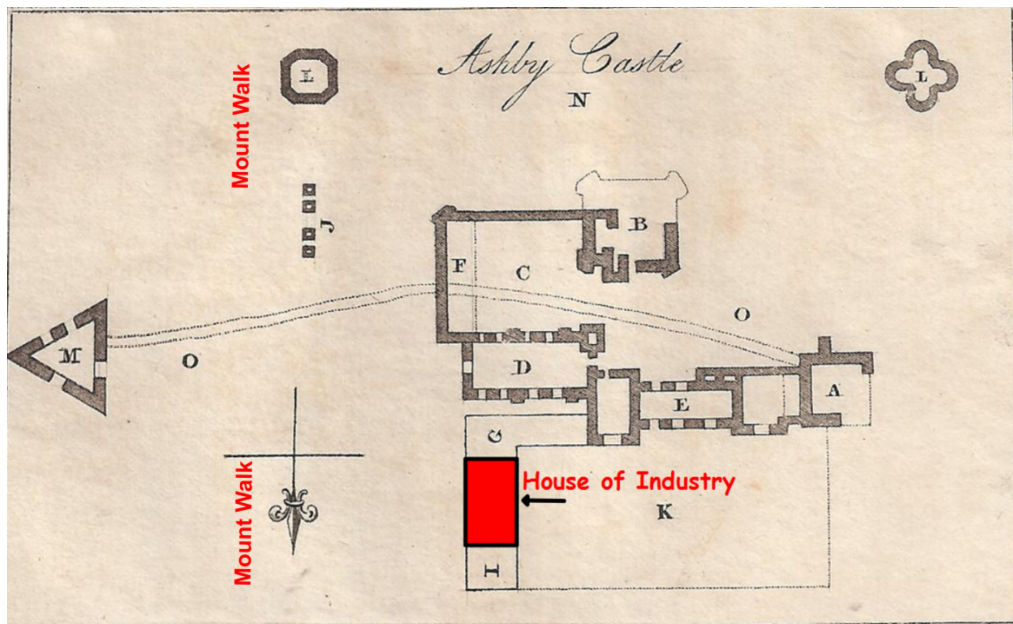 Ashby Castle
N
Mount Walk
L
L
J
B
F
C
O
M
O
D
E
A
G
House of Industry
K
I
Mount Walk